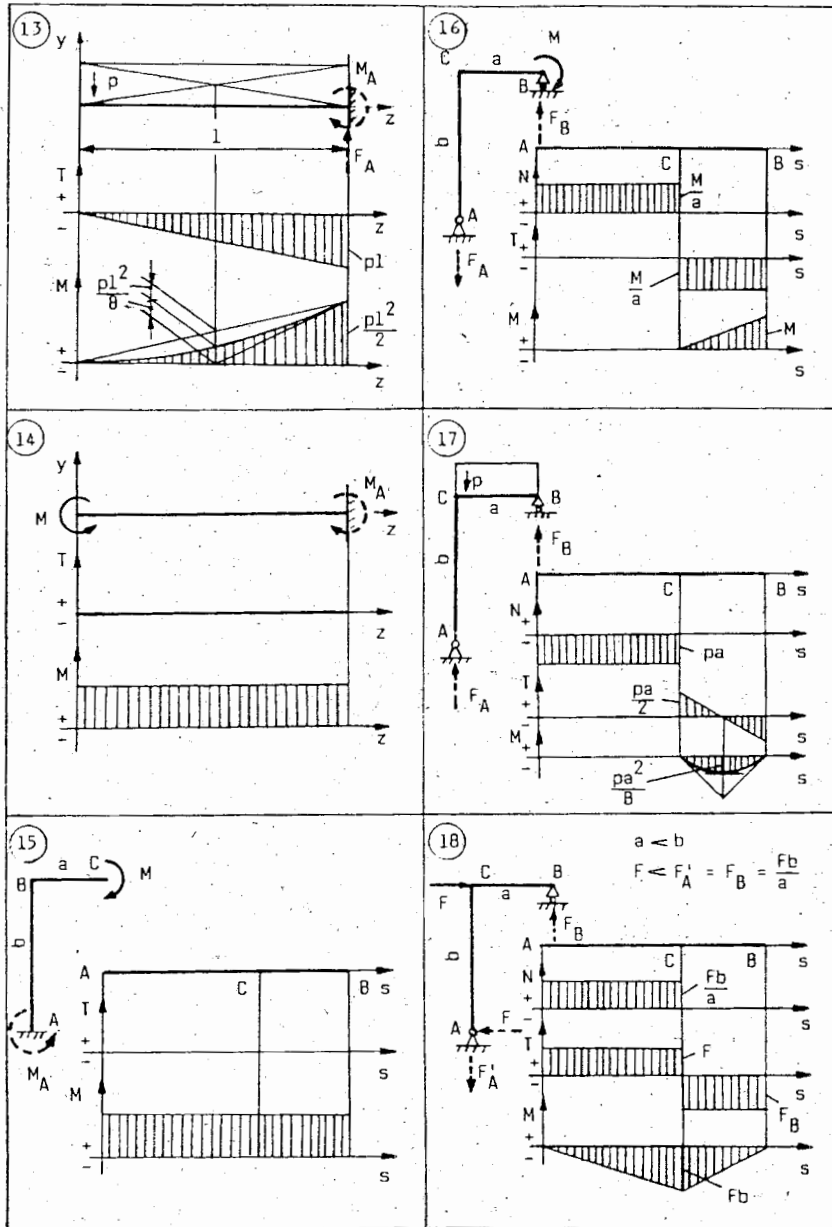 13
y
p
M_A
z
l
F_A
T
+
-
z
pl
M
pl²/8
pl²/2
+
-
z
14
y
M
M_A
z
T
+
-
z
M
+
-
z
15
a C M
B
b
A
M_A
A C B s
T
+
-
s
M
+
-
s
16
M
C a
B
F_B
b
A C B s
N
M/a
A
+
-
s
T
+
-
s
F_A
M/a
M
M
+
-
s
17
p
C B
a
F_B
b
A C B s
N
A
+
-
s
pa
T
pa/2
F_A
+
-
s
M
+
-
s
pa²/B
18
a < b
F < F'_A = F_B = Fb/a
C B
F a
F_B
b
A C B s
N
Fb/a
+
-
s
A F
T
F
F'_A
+
-
s
F_B
M
+
-
s
Fb